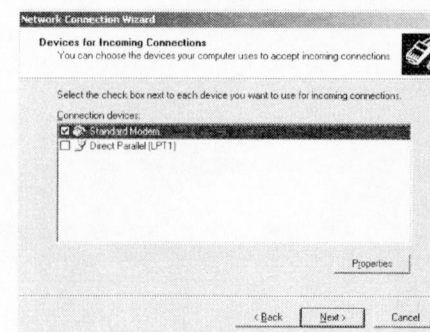 Network Connection Wizard
Devices for Incoming Connections
You can choose the devices your computer uses to accept incoming connections
Select the check box next to each device you want to use for incoming connections.
Connection devices:
Standard Modem
Direct Parallel (LPT1)
Properties
< Back
Next >
Cancel